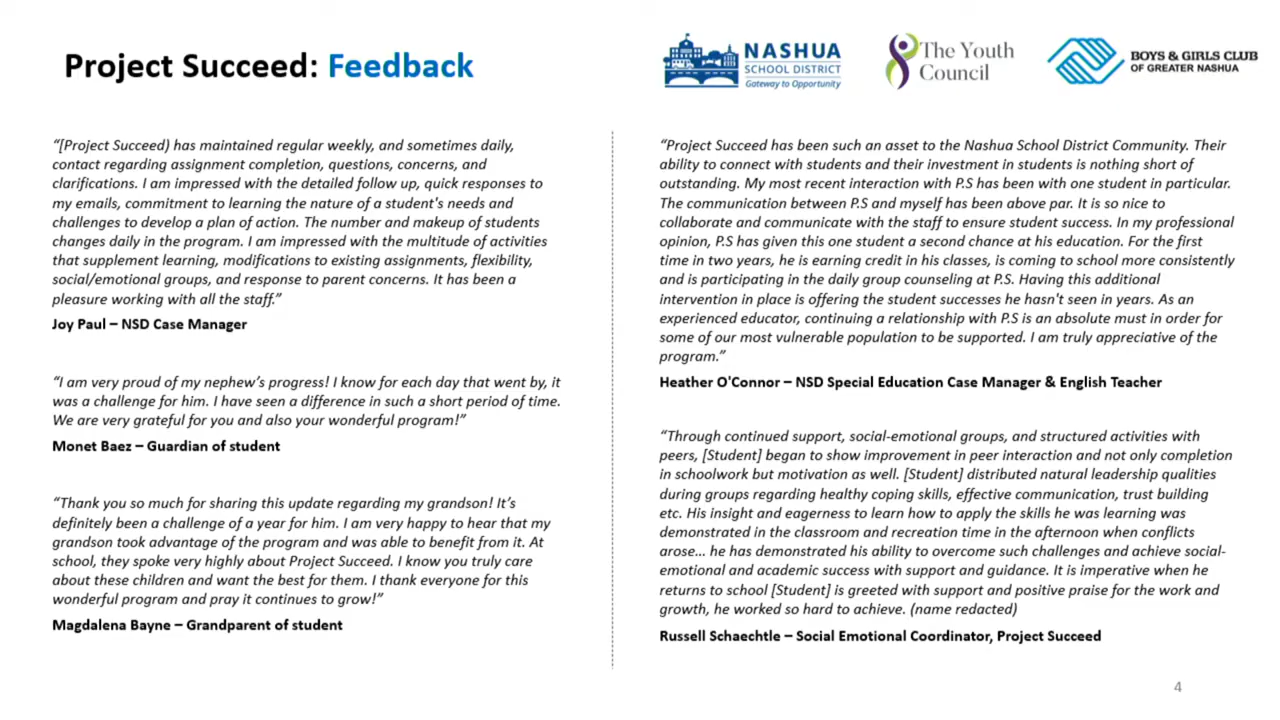 Project Succeed: Feedback
NASHUA
SCHOOL DISTRICT
Gateway to Opportunity
The Youth
Council
BOYS & GIRLS CLUB
OF GREATER NASHUA
“[Project Succeed) has maintained regular weekly, and sometimes daily,
contact regarding assignment completion, questions, concerns, and
clarifications. I am impressed with the detailed follow up, quick responses to
my emails, commitment to learning the nature of a student's needs and
challenges to develop a plan of action. The number and makeup of students
changes daily in the program. I am impressed with the multitude of activities
that supplement learning, modifications to existing assignments, flexibility,
social/emotional groups, and response to parent concerns. It has been a
pleasure working with all the staff.”
Joy Paul – NSD Case Manager
“I am very proud of my nephew’s progress! I know for each day that went by, it
was a challenge for him. I have seen a difference in such a short period of time.
We are very grateful for you and also your wonderful program!”
Monet Baez – Guardian of student
“Thank you so much for sharing this update regarding my grandson! It’s
definitely been a challenge of a year for him. I am very happy to hear that my
grandson took advantage of the program and was able to benefit from it. At
school, they spoke very highly about Project Succeed. I know you truly care
about these children and want the best for them. I thank everyone for this
wonderful program and pray it continues to grow!”
Magdalena Bayne – Grandparent of student
“Project Succeed has been such an asset to the Nashua School District Community. Their
ability to connect with students and their investment in students is nothing short of
outstanding. My most recent interaction with P.S has been with one student in particular.
The communication between P.S and myself has been above par. It is so nice to
collaborate and communicate with the staff to ensure student success. In my professional
opinion, P.S has given this one student a second chance at his education. For the first
time in two years, he is earning credit in his classes, is coming to school more consistently
and is participating in the daily group counseling at P.S. Having this additional
intervention in place is offering the student successes he hasn't seen in years. As an
experienced educator, continuing a relationship with P.S is an absolute must in order for
some of our most vulnerable population to be supported. I am truly appreciative of the
program.”
Heather O'Connor – NSD Special Education Case Manager & English Teacher
“Through continued support, social-emotional groups, and structured activities with
peers, [Student] began to show improvement in peer interaction and not only completion
in schoolwork but motivation as well. [Student] distributed natural leadership qualities
during groups regarding healthy coping skills, effective communication, trust building
etc. His insight and eagerness to learn how to apply the skills he was learning was
demonstrated in the classroom and recreation time in the afternoon when conflicts
arose... he has demonstrated his ability to overcome such challenges and achieve social-
emotional and academic success with support and guidance. It is imperative when he
returns to school [Student] is greeted with support and positive praise for the work and
growth, he worked so hard to achieve. (name redacted)
Russell Schaechtle – Social Emotional Coordinator, Project Succeed
4